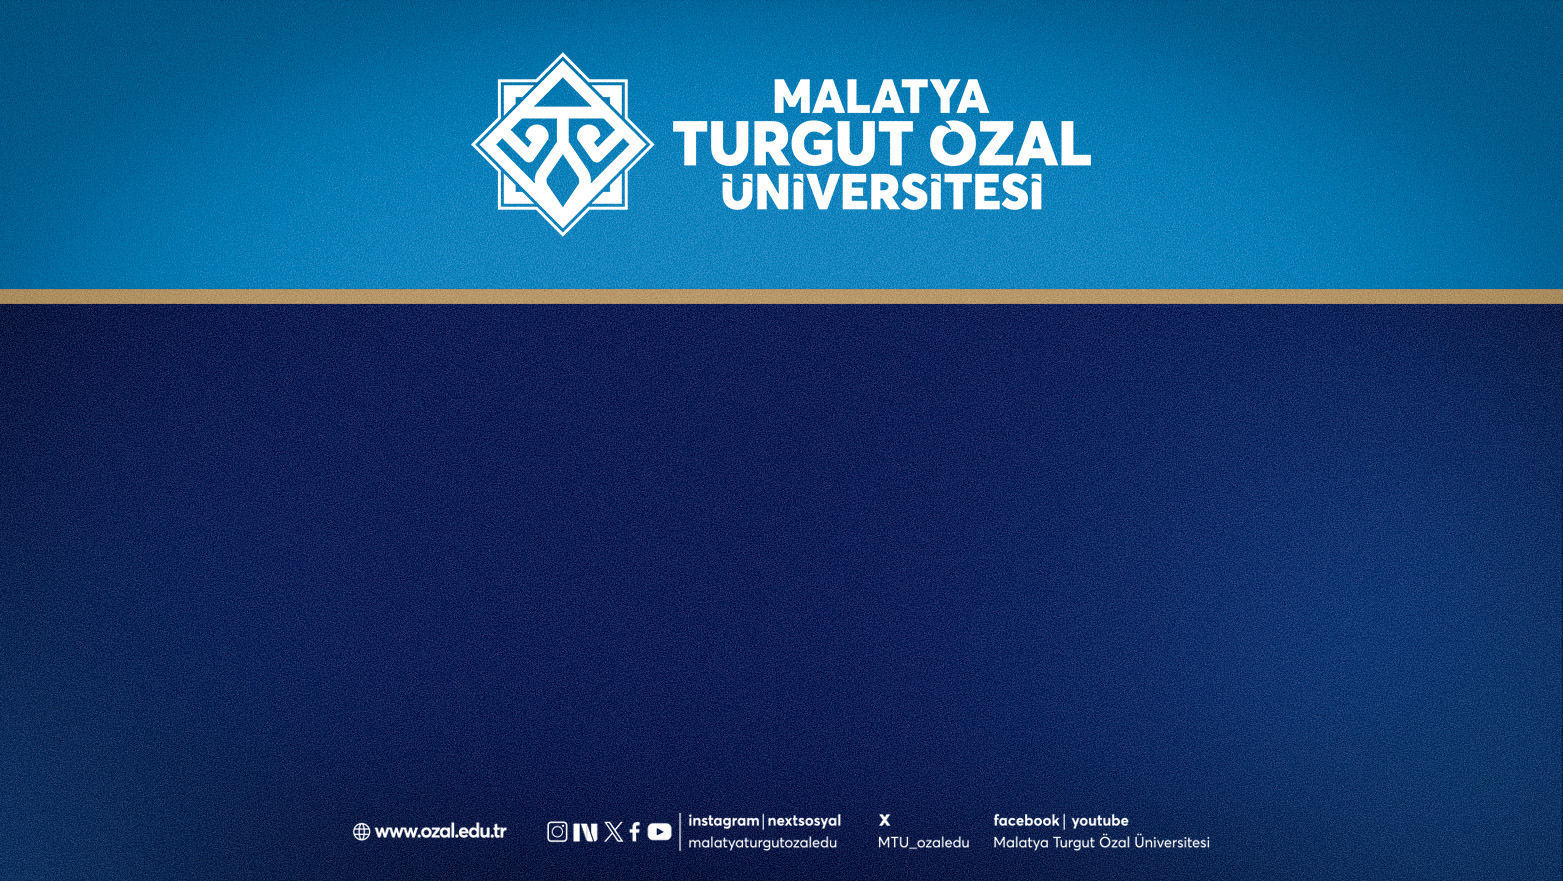 MALATYA
TURGUT ÖZAL
ÜNİVERSİTESİ
www.ozal.edu.tr
instagram | nextsosyal
malatyaturgutozaledu
X
MTU_ozaledu
facebook | youtube
Malatya Turgut Özal Üniversitesi